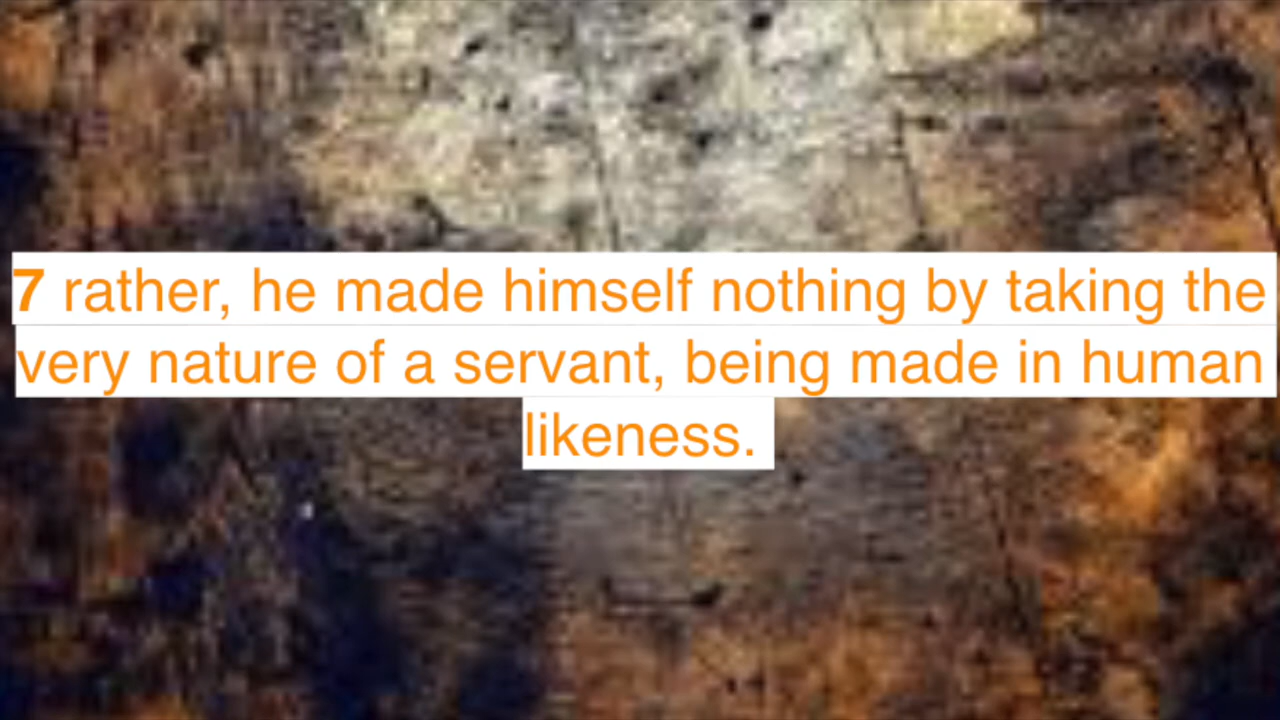 7 rather, he made himself nothing by taking the
very nature of a servant, being made in human
likeness.